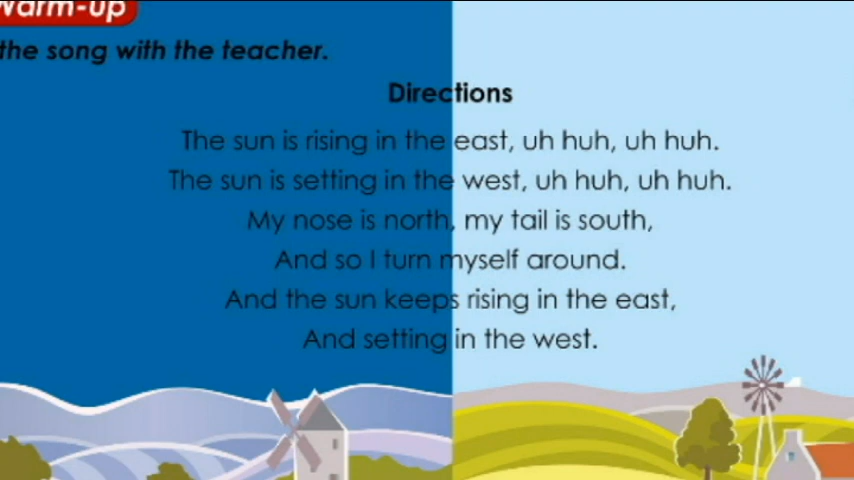 Warm-up
the song with the teacher.
Directions
The sun is rising in the east, uh huh, uh huh.
The sun is setting in the west, uh huh, uh huh.
My nose is north, my tail is south,
And so I turn myself around.
And the sun keeps rising in the east,
And setting in the west.